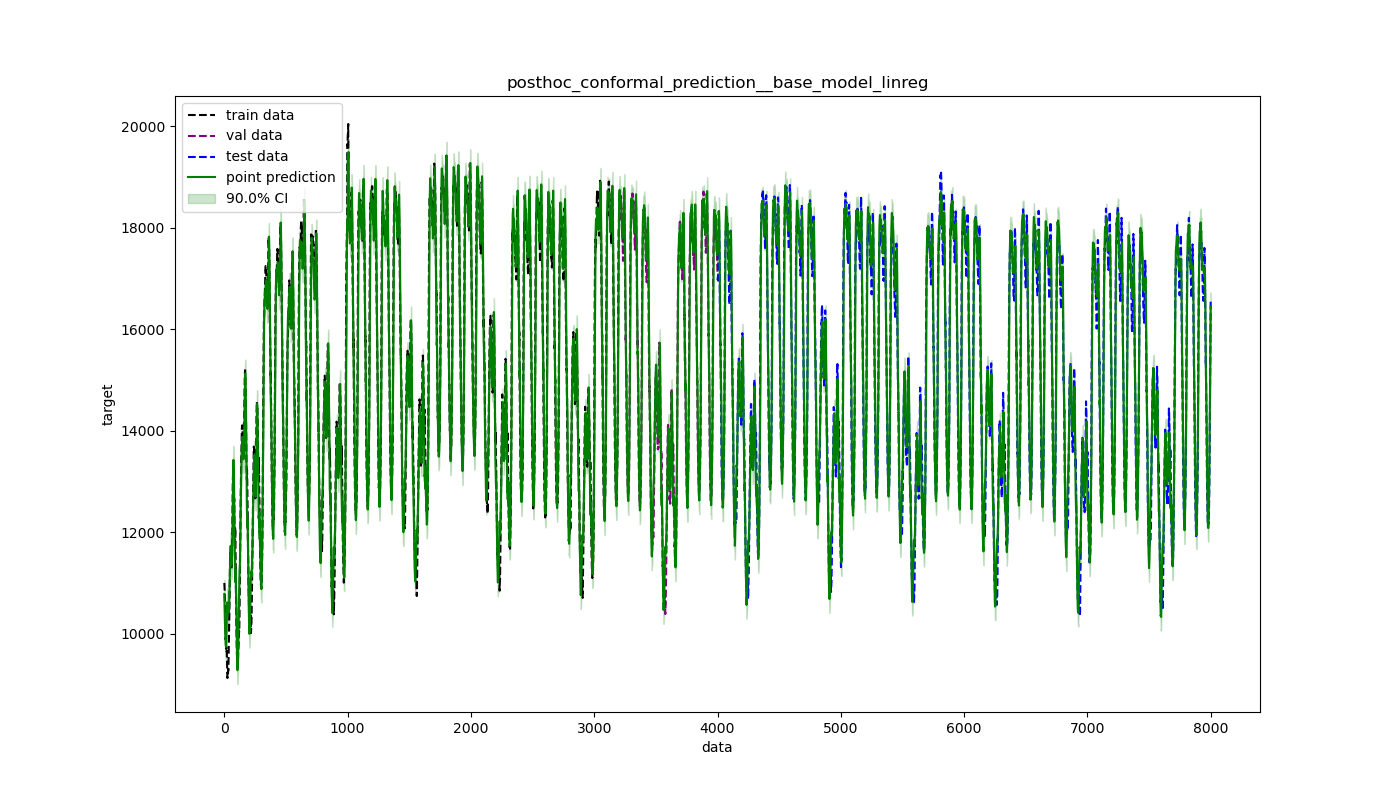 posthoc_conformal_prediction__base_model_linreg
train data
val data
test data
point prediction
90.0% CI
20000
18000
16000
14000
12000
10000
target
0 1000 2000 3000 4000 5000 6000 7000 8000
data